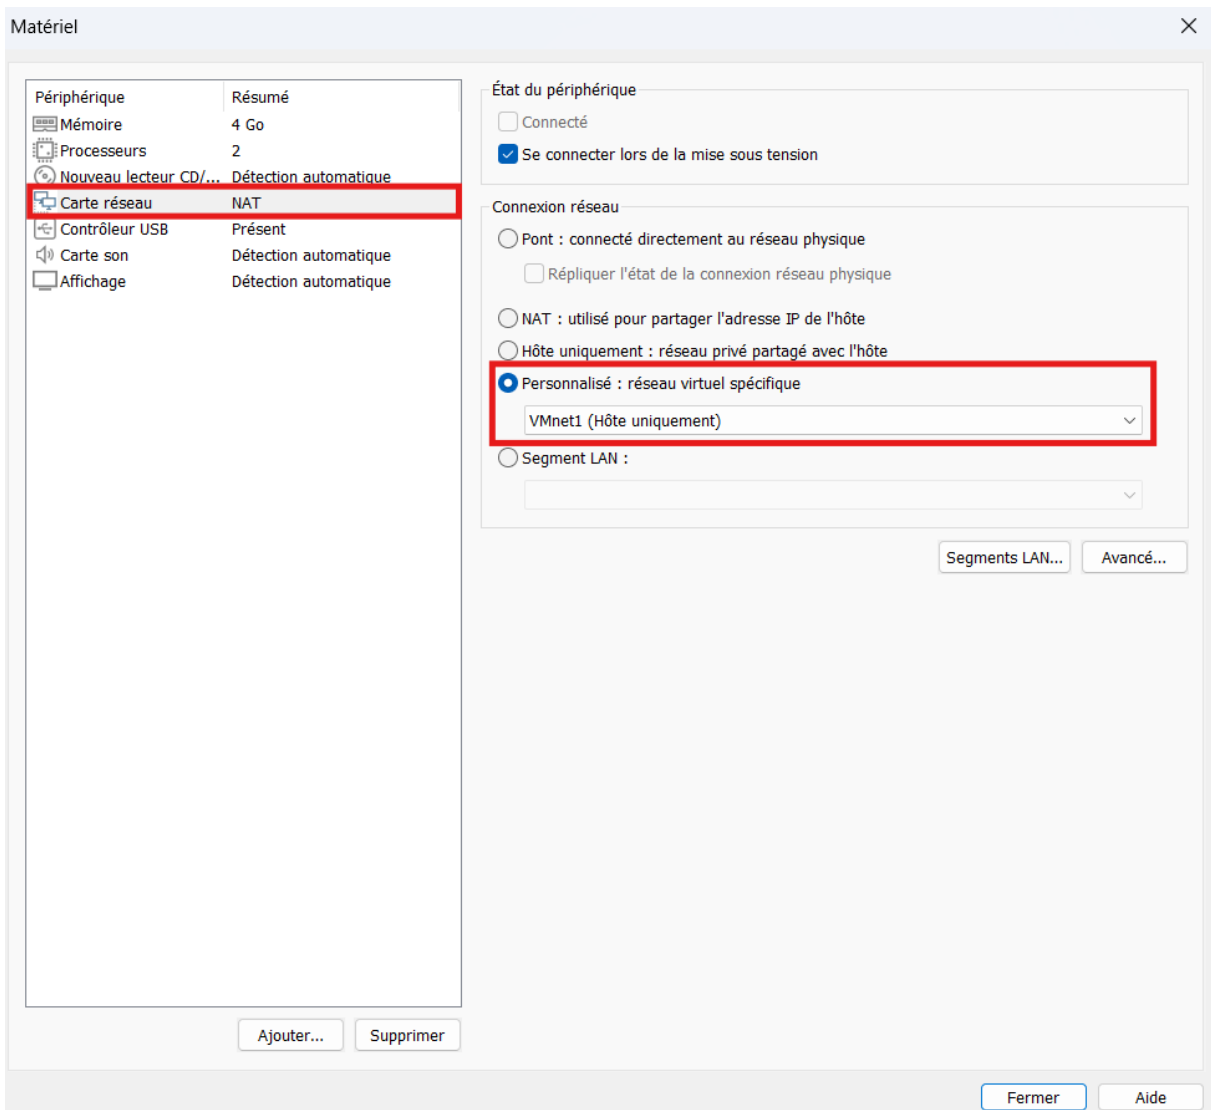 Matériel
Périphérique Résumé
Mémoire 4 Go
Processeurs 2
Nouveau lecteur CD/... Détection automatique
Carte réseau NAT
Contrôleur USB Présent
Carte son Détection automatique
Affichage Détection automatique
Ajouter... Supprimer
État du périphérique
Connecté
Se connecter lors de la mise sous tension
Connexion réseau
Pont : connecté directement au réseau physique
Répliquer l'état de la connexion réseau physique
NAT : utilisé pour partager l'adresse IP de l'hôte
Hôte uniquement : réseau privé partagé avec l'hôte
Personnalisé : réseau virtuel spécifique
VMnet1 (Hôte uniquement)
Segment LAN :
Segments LAN... Avancé...
Fermer Aide